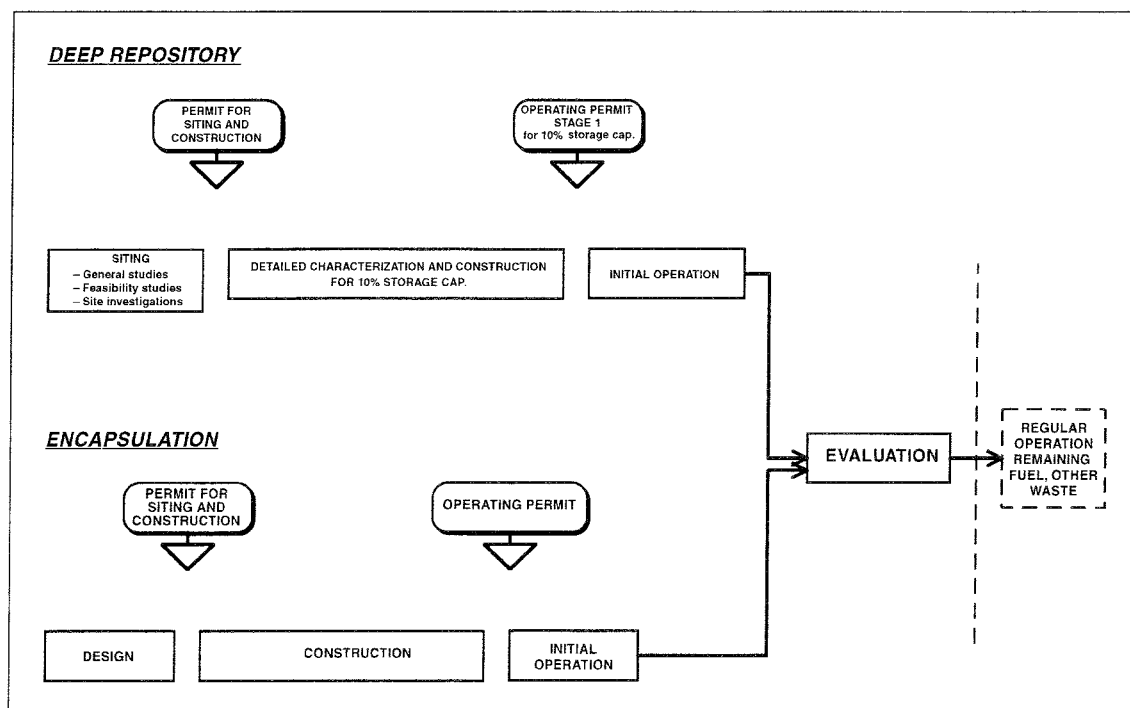 DEEP REPOSITORY
PERMIT FOR
SITING AND
CONSTRUCTION
OPERATING PERMIT
STAGE 1
for 10% storage cap.
SITING
– General studies
– Feasibility studies
– Site investigations
DETAILED CHARACTERIZATION AND CONSTRUCTION
FOR 10% STORAGE CAP.
INITIAL OPERATION
ENCAPSULATION
PERMIT FOR
SITING AND
CONSTRUCTION
OPERATING PERMIT
EVALUATION
REGULAR
OPERATION
REMAINING
FUEL, OTHER
WASTE
DESIGN
CONSTRUCTION
INITIAL
OPERATION